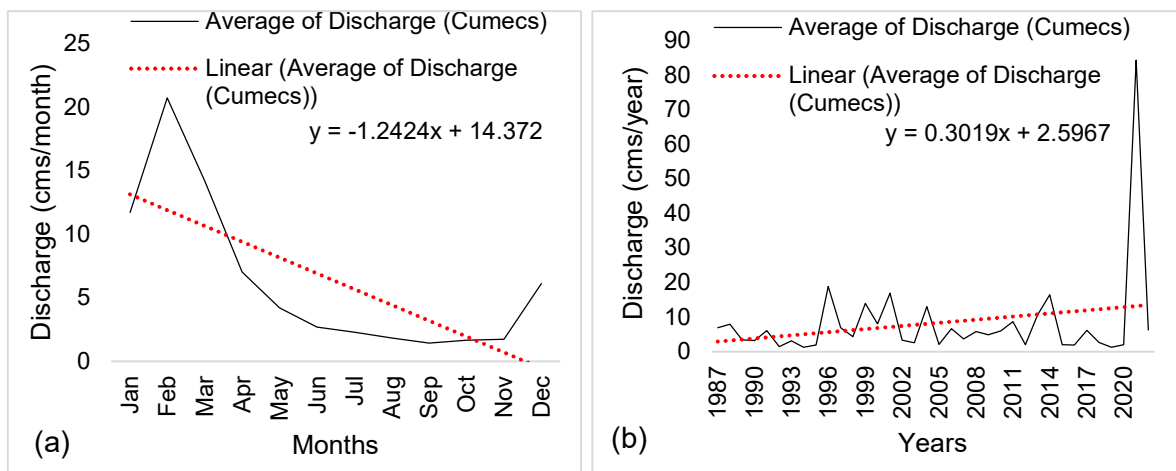 Average of Discharge (Cumecs)
Linear (Average of Discharge
(Cumecs))
y = -1.2424x + 14.372
Discharge (cms/month)
25
20
15
10
5
0
Jan
Feb
Mar
Apr
May
Jun
Jul
Aug
Sep
Oct
Nov
Dec
Months
(a)
Average of Discharge (Cumecs)
Linear (Average of Discharge
(Cumecs))
y = 0.3019x + 2.5967
Discharge (cms/year)
90
80
70
60
50
40
30
20
10
0
1987
1990
1993
1996
1999
2002
2005
2008
2011
2014
2017
2020
Years
(b)